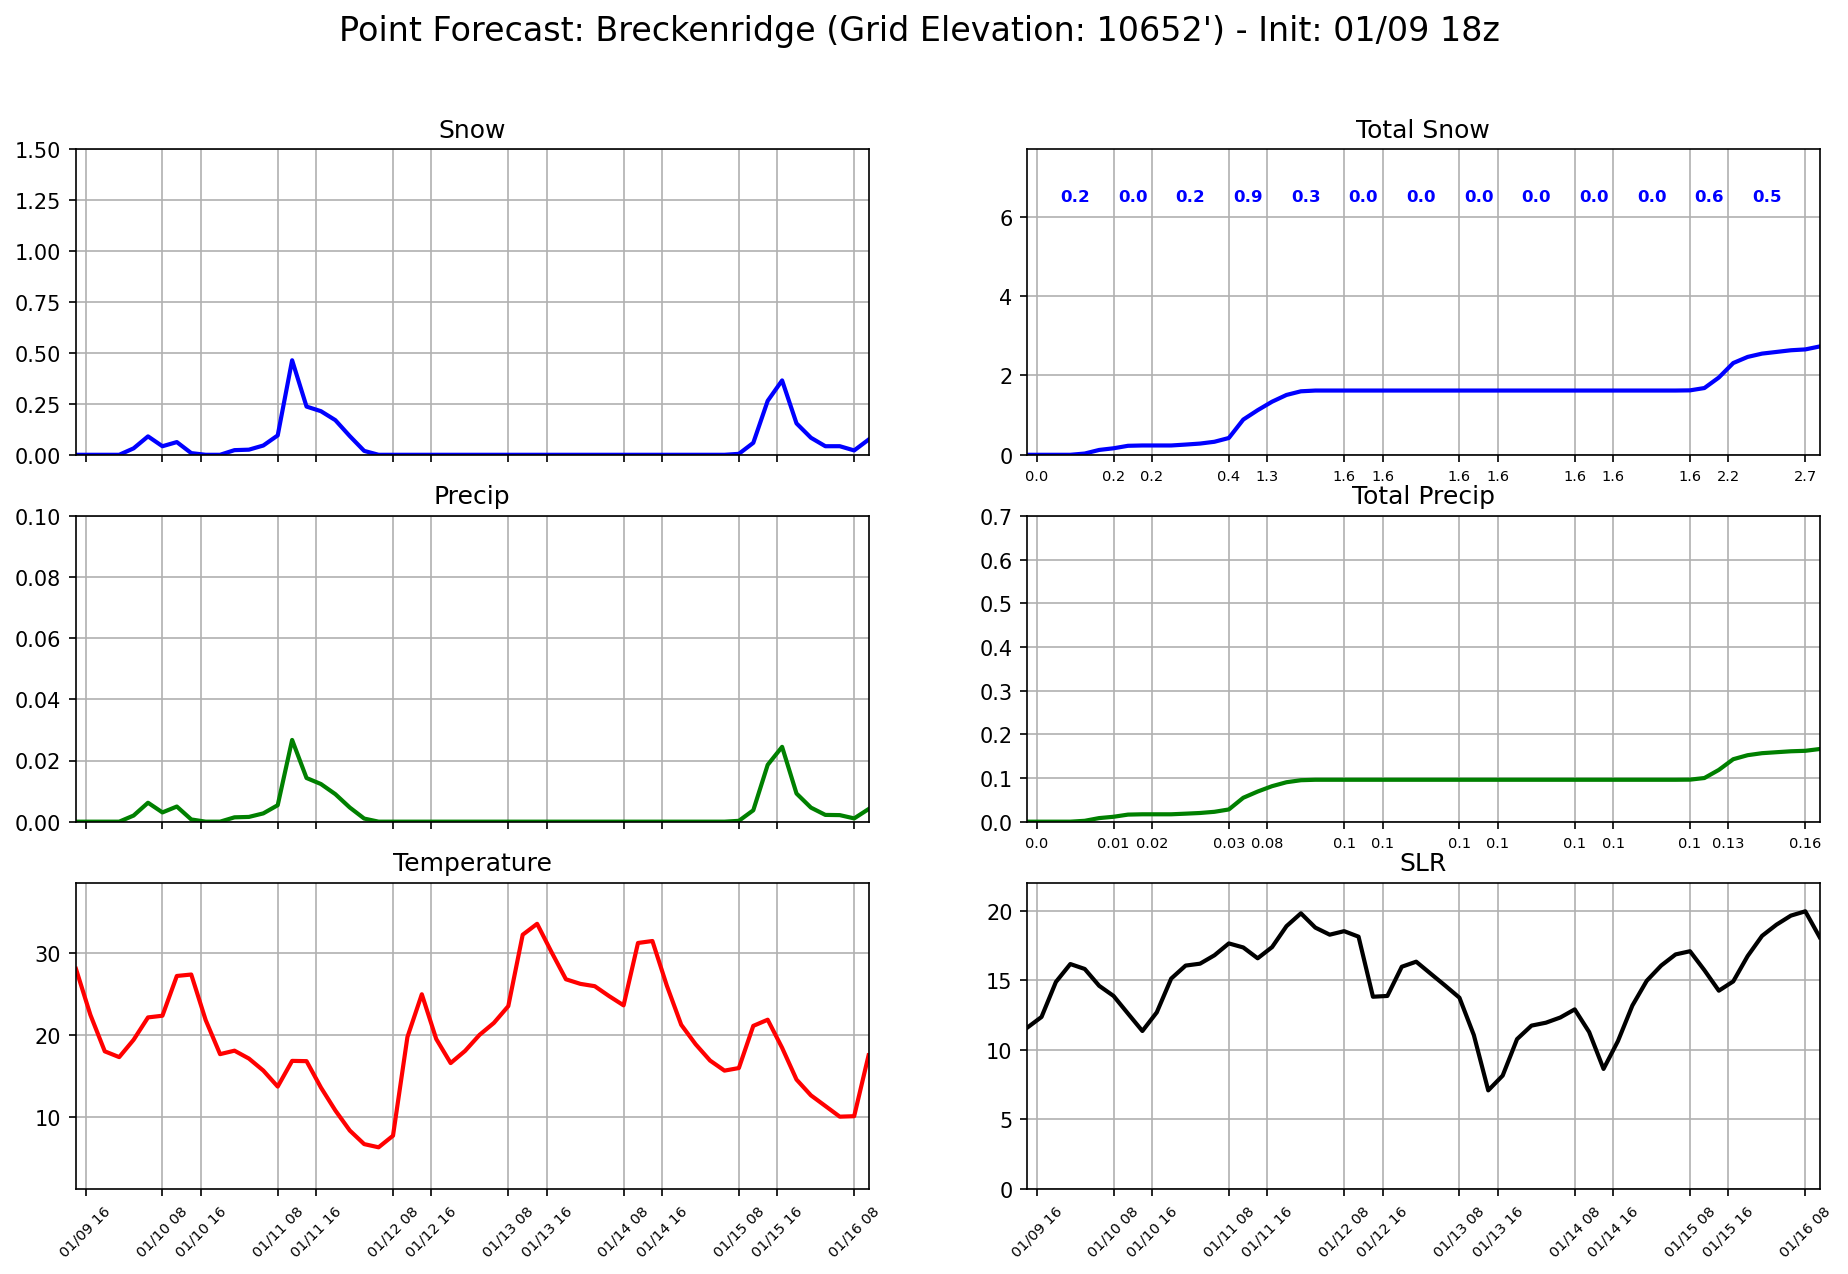 Point Forecast: Breckenridge (Grid Elevation: 10652') - Init: 01/09 18z
Snow
1.50
1.25
1.00
0.75
0.50
0.25
0.00
Total Snow
0.2 0.0 0.2 0.9 0.3 0.0 0.0 0.0 0.0 0.0 0.0 0.6 0.5
6
4
2
0
0.0 0.2 0.2 0.4 1.3 1.6 1.6 1.6 1.6 1.6 1.6 1.6 2.2 2.7
Precip
0.10
0.08
0.06
0.04
0.02
0.00
Total Precip
0.7
0.6
0.5
0.4
0.3
0.2
0.1
0.0
0.0 0.01 0.02 0.03 0.08 0.1 0.1 0.1 0.1 0.1 0.1 0.1 0.13 0.16
Temperature
30
20
10
01/09 16 01/10 08 01/10 16 01/11 08 01/11 16 01/12 08 01/12 16 01/13 08 01/13 16 01/14 08 01/14 16 01/15 08 01/15 16 01/16 08
SLR
20
15
10
5
0
01/09 16 01/10 08 01/10 16 01/11 08 01/11 16 01/12 08 01/12 16 01/13 08 01/13 16 01/14 08 01/14 16 01/15 08 01/15 16 01/16 08